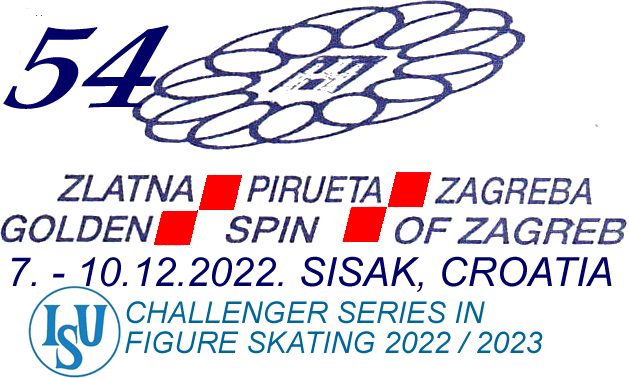 54
ZLATNA PIRUETA ZAGREBA
GOLDEN SPIN OF ZAGREB
7. - 10.12.2022. SISAK, CROATIA
ISU
CHALLENGER SERIES IN
FIGURE SKATING 2022 / 2023